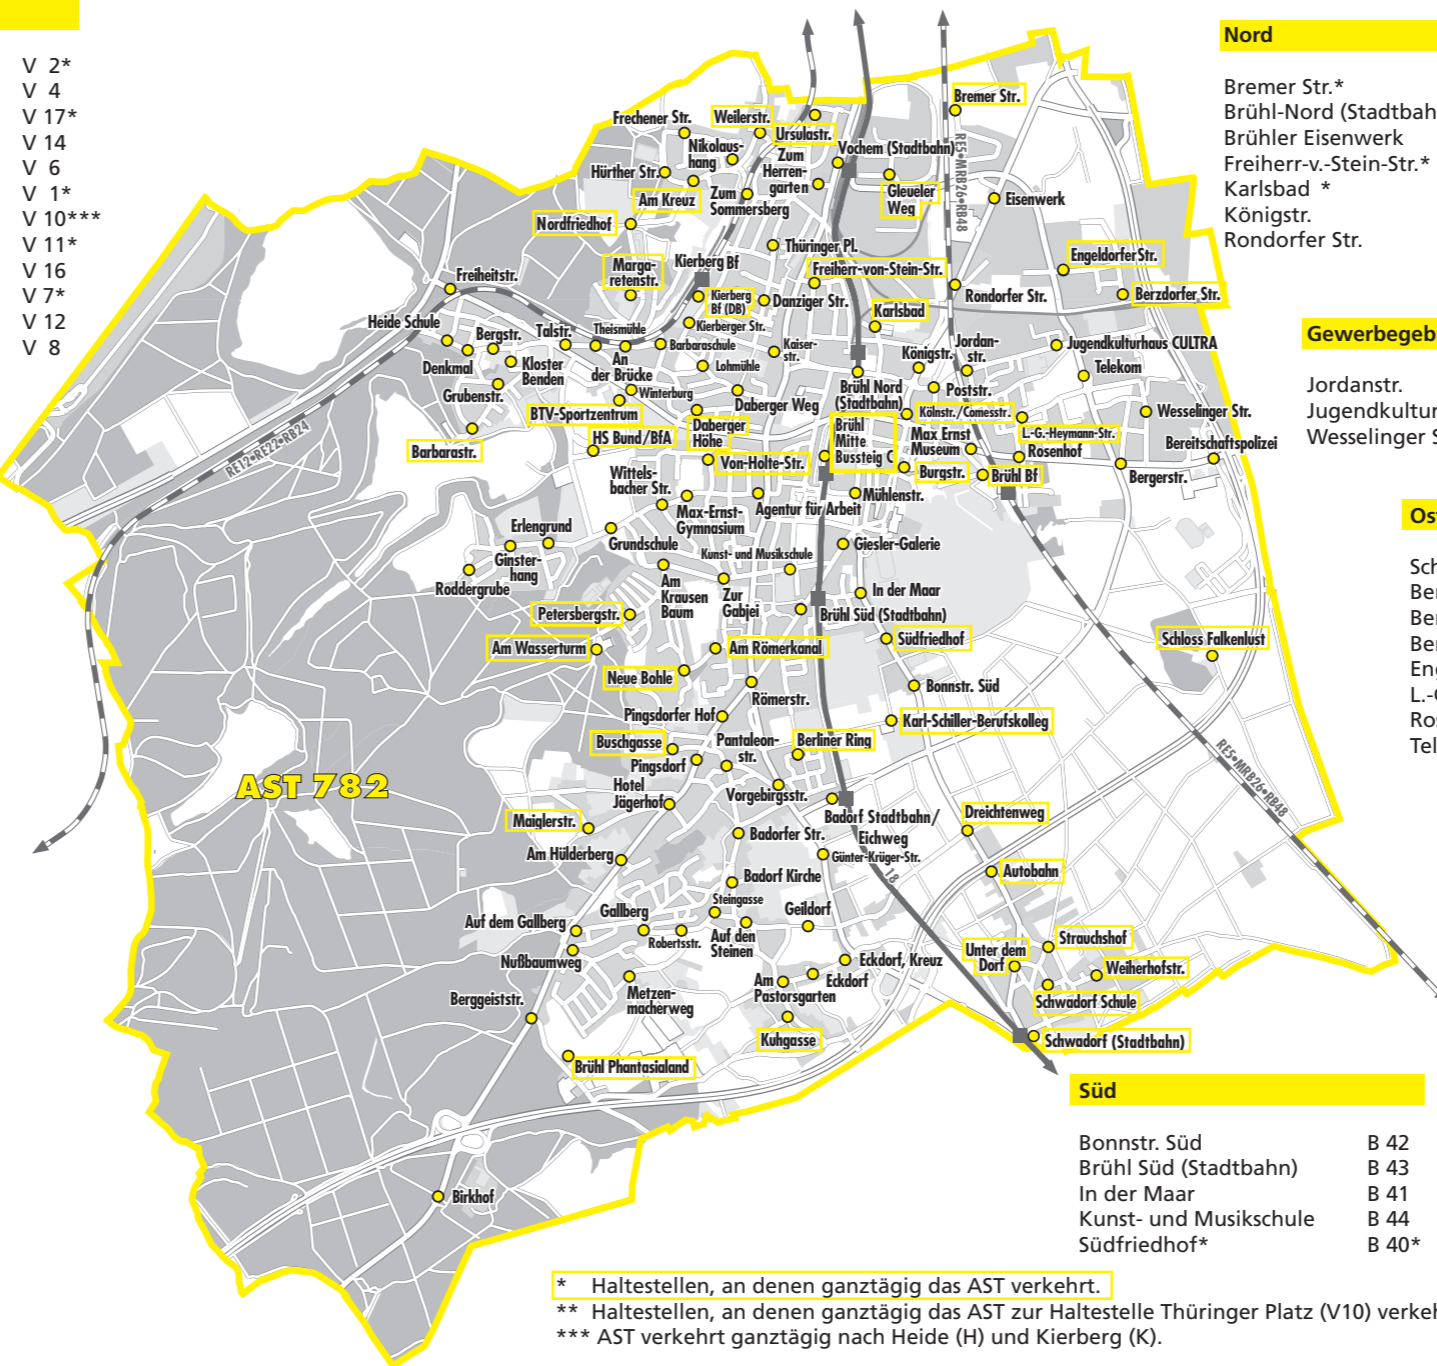 V 2*
V 4
V 17*
V 14
V 6
V 1*
V 10***
V 11*
V 16
V 7*
V 12
V 8
Nord
Bremer Str.*
Brühl-Nord (Stadtbah
Brühler Eisenwerk
Freiherr-v.-Stein-Str.*
Karlsbad *
Königstr.
Rondorfer Str.
Gewerbegeb
Jordanstr.
Jugendkultur
Wesselinger S
Ost
Sch
Ber
Ber
Ber
Eng
L.-G
Ros
Tel
Bremer Str.
Frechener Str.
Weilerstr.
Ursulastr.
Nikolaus-
hang
Zum
Herren-
garten
Vochem (Stadtbahn)
RE5•MRB26•RB48
Hürther Str.
Am Kreuz
Zum
Sommersberg
Gleueler
Weg
Eisenwerk
Nordfriedhof
Thüringer Pl.
Engeldorfer Str.
Marga-
retenstr.
Kierberg Bf
Freiherr-von-Stein-Str.
Freiheitstr.
Kierberg
Bf (DB)
Danziger Str.
Rondorfer Str.
Berzdorfer Str.
Karlsbad
Heide Schule
Bergstr.
Talstr.
Theismühle
Kierberger Str.
Barbaraschule
Kaiser-
str.
Königstr.
Jordan-
str.
Jugendkulturhaus CULTRA
Denkmal
Kloster
Benden
An
der Brücke
Lohmühle
Telekom
Grubenstr.
Winterburg
Daberger Weg
Brühl Nord
(Stadtbahn)
Poststr.
BTV-Sportzentrum
Daberger
Höhe
Kölnstr./Comesstr.
Wesselinger Str.
HS Bund/BfA
Brühl
Mitte
Bussteig C
Max Ernst
Museum
L.-G.-Heymann-Str.
Rosenhof
Bereitschaftspolizei
RE12•RE22•RB24
Barbarastr.
Von-Holte-Str.
Burgstr.
Brühl Bf
Bergerstr.
Wittels-
bacher Str.
Mühlenstr.
Max-Ernst-
Gymnasium
Agentur für Arbeit
Erlengrund
Grundschule
Giesler-Galerie
Ginster-
hang
Kunst- und Musikschule
Roddergrube
Am
Krausen
Baum
Zur
Gabjei
In der Maar
Petersbergstr.
Brühl Süd (Stadtbahn)
Am Wasserturm
Am Römerkanal
Südfriedhof
Schloss Falkenlust
Neue Bohle
Römerstr.
Bonnstr. Süd
Pingsdorfer Hof
Karl-Schiller-Berufskolleg
Buschgasse
Pantaleon-
str.
Berliner Ring
Pingsdorf
RE5•MRB26•RB48
AST 782
Hotel
Jägerhof
Vorgebirgsstr.
Maiglerstr.
Badorf Stadtbahn/
Eichweg
Dreichtenweg
Badorfer Str.
Am Hülderberg
Günter-Krüger-Str.
18
Badorf Kirche
Autobahn
Steingasse
Auf dem Gallberg
Gallberg
Geildorf
Robertsstr.
Auf den
Steinen
Strauchshof
Nußbaumweg
Eckdorf, Kreuz
Unter dem
Dorf
Weiherhofstr.
Berggeiststr.
Metzen-
macherweg
Am
Pastorsgarten
Eckdorf
Schwadorf Schule
Kuhgasse
Schwadorf (Stadtbahn)
Brühl Phantasialand
Birkhof
Süd
Bonnstr. Süd B 42
Brühl Süd (Stadtbahn) B 43
In der Maar B 41
Kunst- und Musikschule B 44
Südfriedhof* B 40*
* Haltestellen, an denen ganztägig das AST verkehrt.
** Haltestellen, an denen ganztägig das AST zur Haltestelle Thüringer Platz (V10) verkeh
*** AST verkehrt ganztägig nach Heide (H) und Kierberg (K).